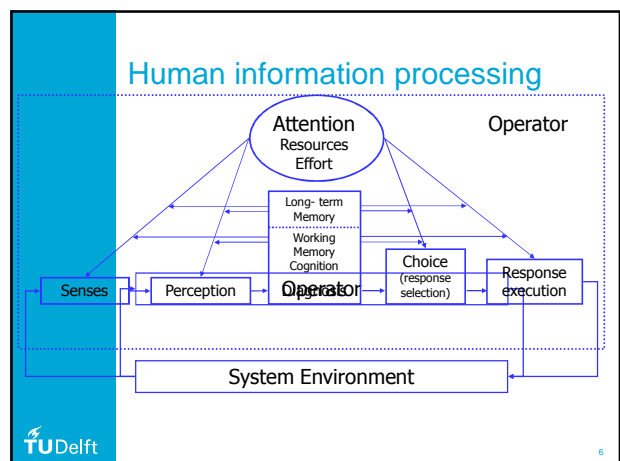 Human information processing
Attention
Resources
Effort
Operator
Long- term
Memory
Working
Memory
Cognition
Diagnosis
Operator
Choice
(response
selection)
Response
execution
Senses
Perception
System Environment
TUDelft
6